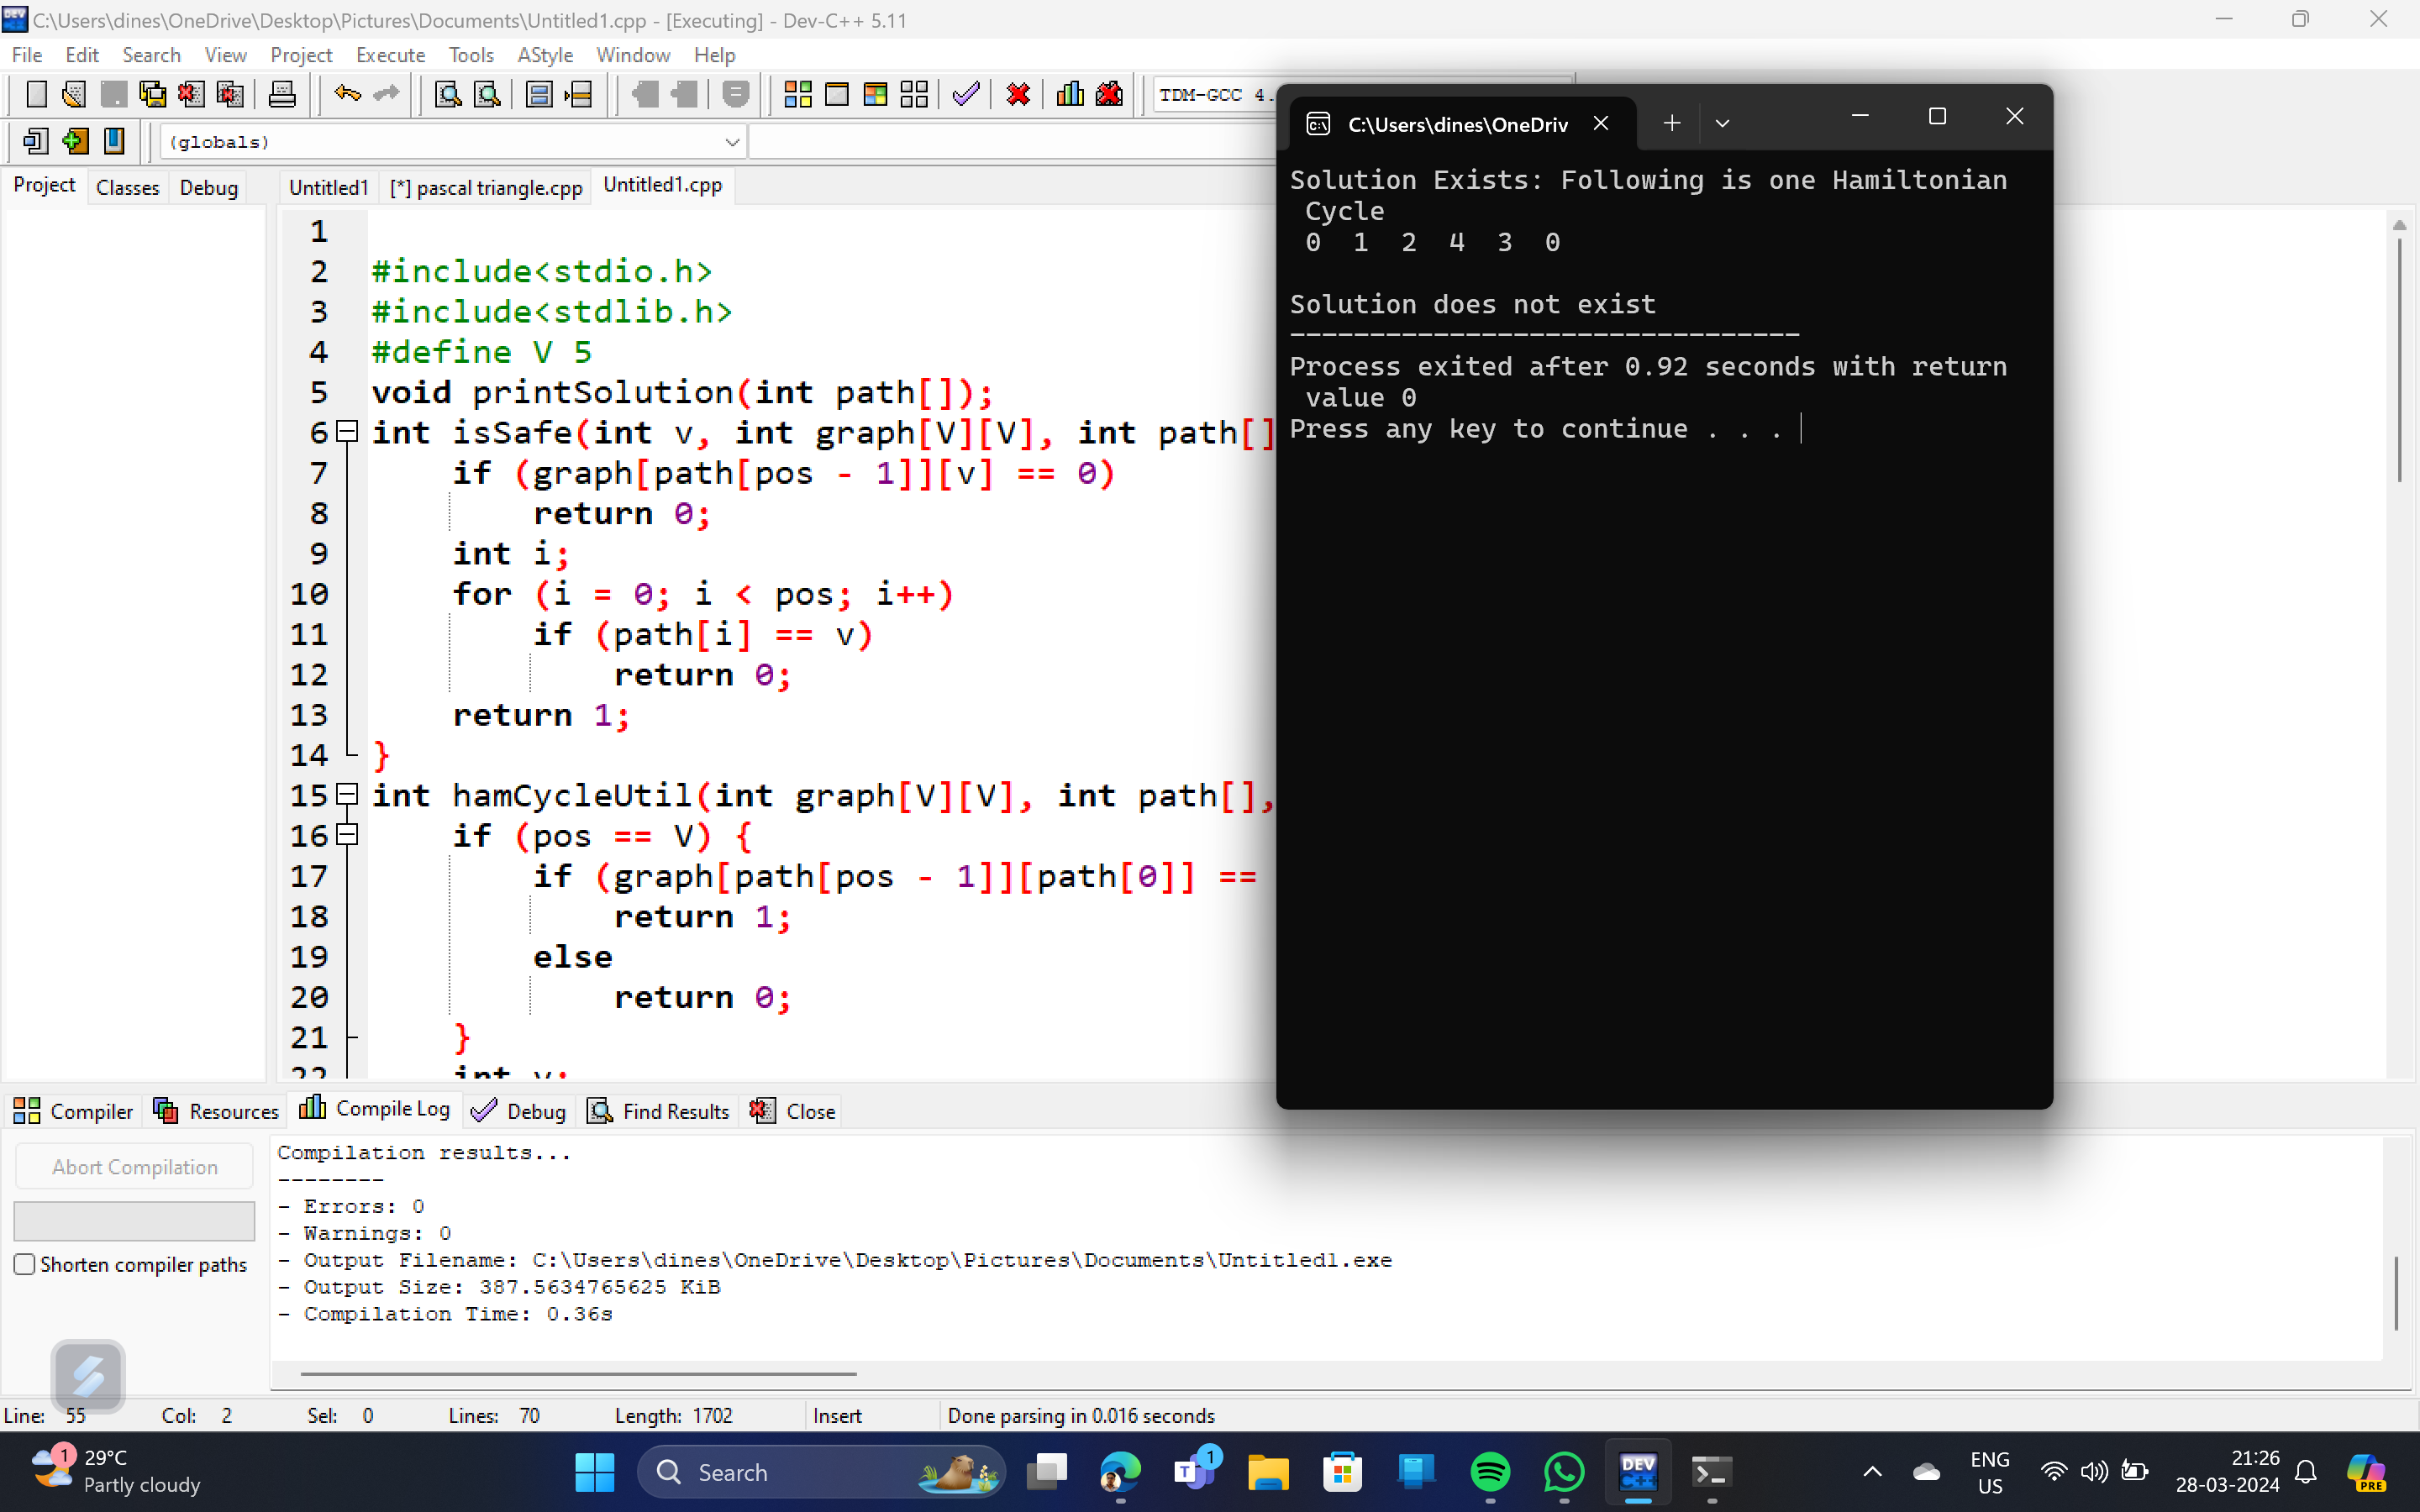 C:\Users\dines\OneDrive\Desktop\Pictures\Documents\Untitled1.cpp - [Executing] - Dev-C++ 5.11
File Edit Search View Project Execute Tools AStyle Window Help
TDM-GCC 4.
(globals)
Project Classes Debug
Untitled1 [*] pascal triangle.cpp Untitled1.cpp
1
2 #include<stdio.h>
3 #include<stdlib.h>
4 #define V 5
5 void printSolution(int path[]);
6 int isSafe(int v, int graph[V][V], int path[]
7 if (graph[path[pos - 1]][v] == 0)
8 return 0;
9 int i;
10 for (i = 0; i < pos; i++)
11 if (path[i] == v)
12 return 0;
13 return 1;
14 }
15 int hamCycleUtil(int graph[V][V], int path[],
16 if (pos == V) {
17 if (graph[path[pos - 1]][path[0]] ==
18 return 1;
19 else
20 return 0;
21 }
22 int v;
C:\Users\dines\OneDriv
Solution Exists: Following is one Hamiltonian
Cycle
0 1 2 4 3 0
Solution does not exist
--------------------------------
Process exited after 0.92 seconds with return
value 0
Press any key to continue . . .
Compiler Resources Compile Log Debug Find Results Close
Abort Compilation
Shorten compiler paths
Compilation results...
--------
- Errors: 0
- Warnings: 0
- Output Filename: C:\Users\dines\OneDrive\Desktop\Pictures\Documents\Untitled1.exe
- Output Size: 387.5634765625 KiB
- Compilation Time: 0.36s
Line: 55 Col: 2 Sel: 0 Lines: 70 Length: 1702 Insert Done parsing in 0.016 seconds
1
29°C
Partly cloudy
Search
T
1
DEV
C++
ENG
US
21:26
28-03-2024
PRE